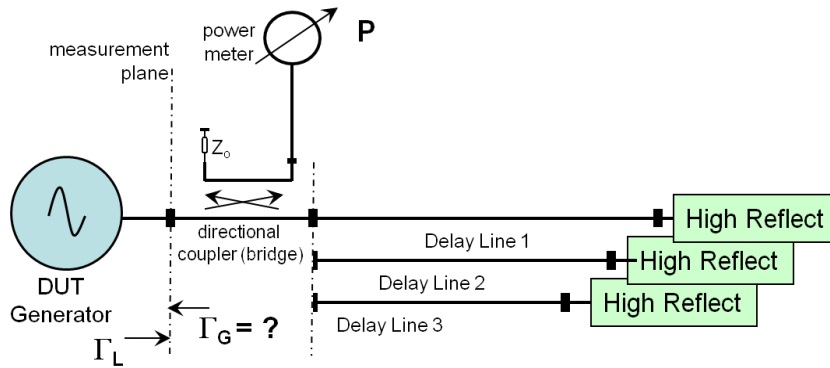 power
meter
P
measurement
plane
Zo
directional
coupler (bridge)
High Reflect
Delay Line 1
High Reflect
Delay Line 2
High Reflect
Delay Line 3
DUT
Generator
ΓG = ?
ΓL